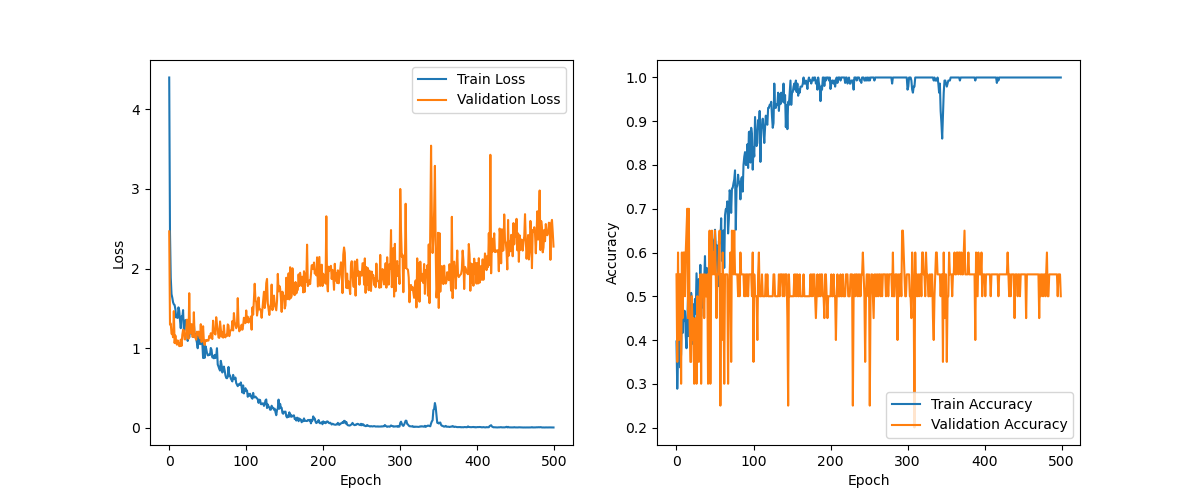 Train Loss
Validation Loss
4
3
2
1
0
Loss
0 100 200 300 400 500
Epoch
1.0
0.9
0.8
0.7
0.6
0.5
0.4
0.3
0.2
Accuracy
Train Accuracy
Validation Accuracy
0 100 200 300 400 500
Epoch